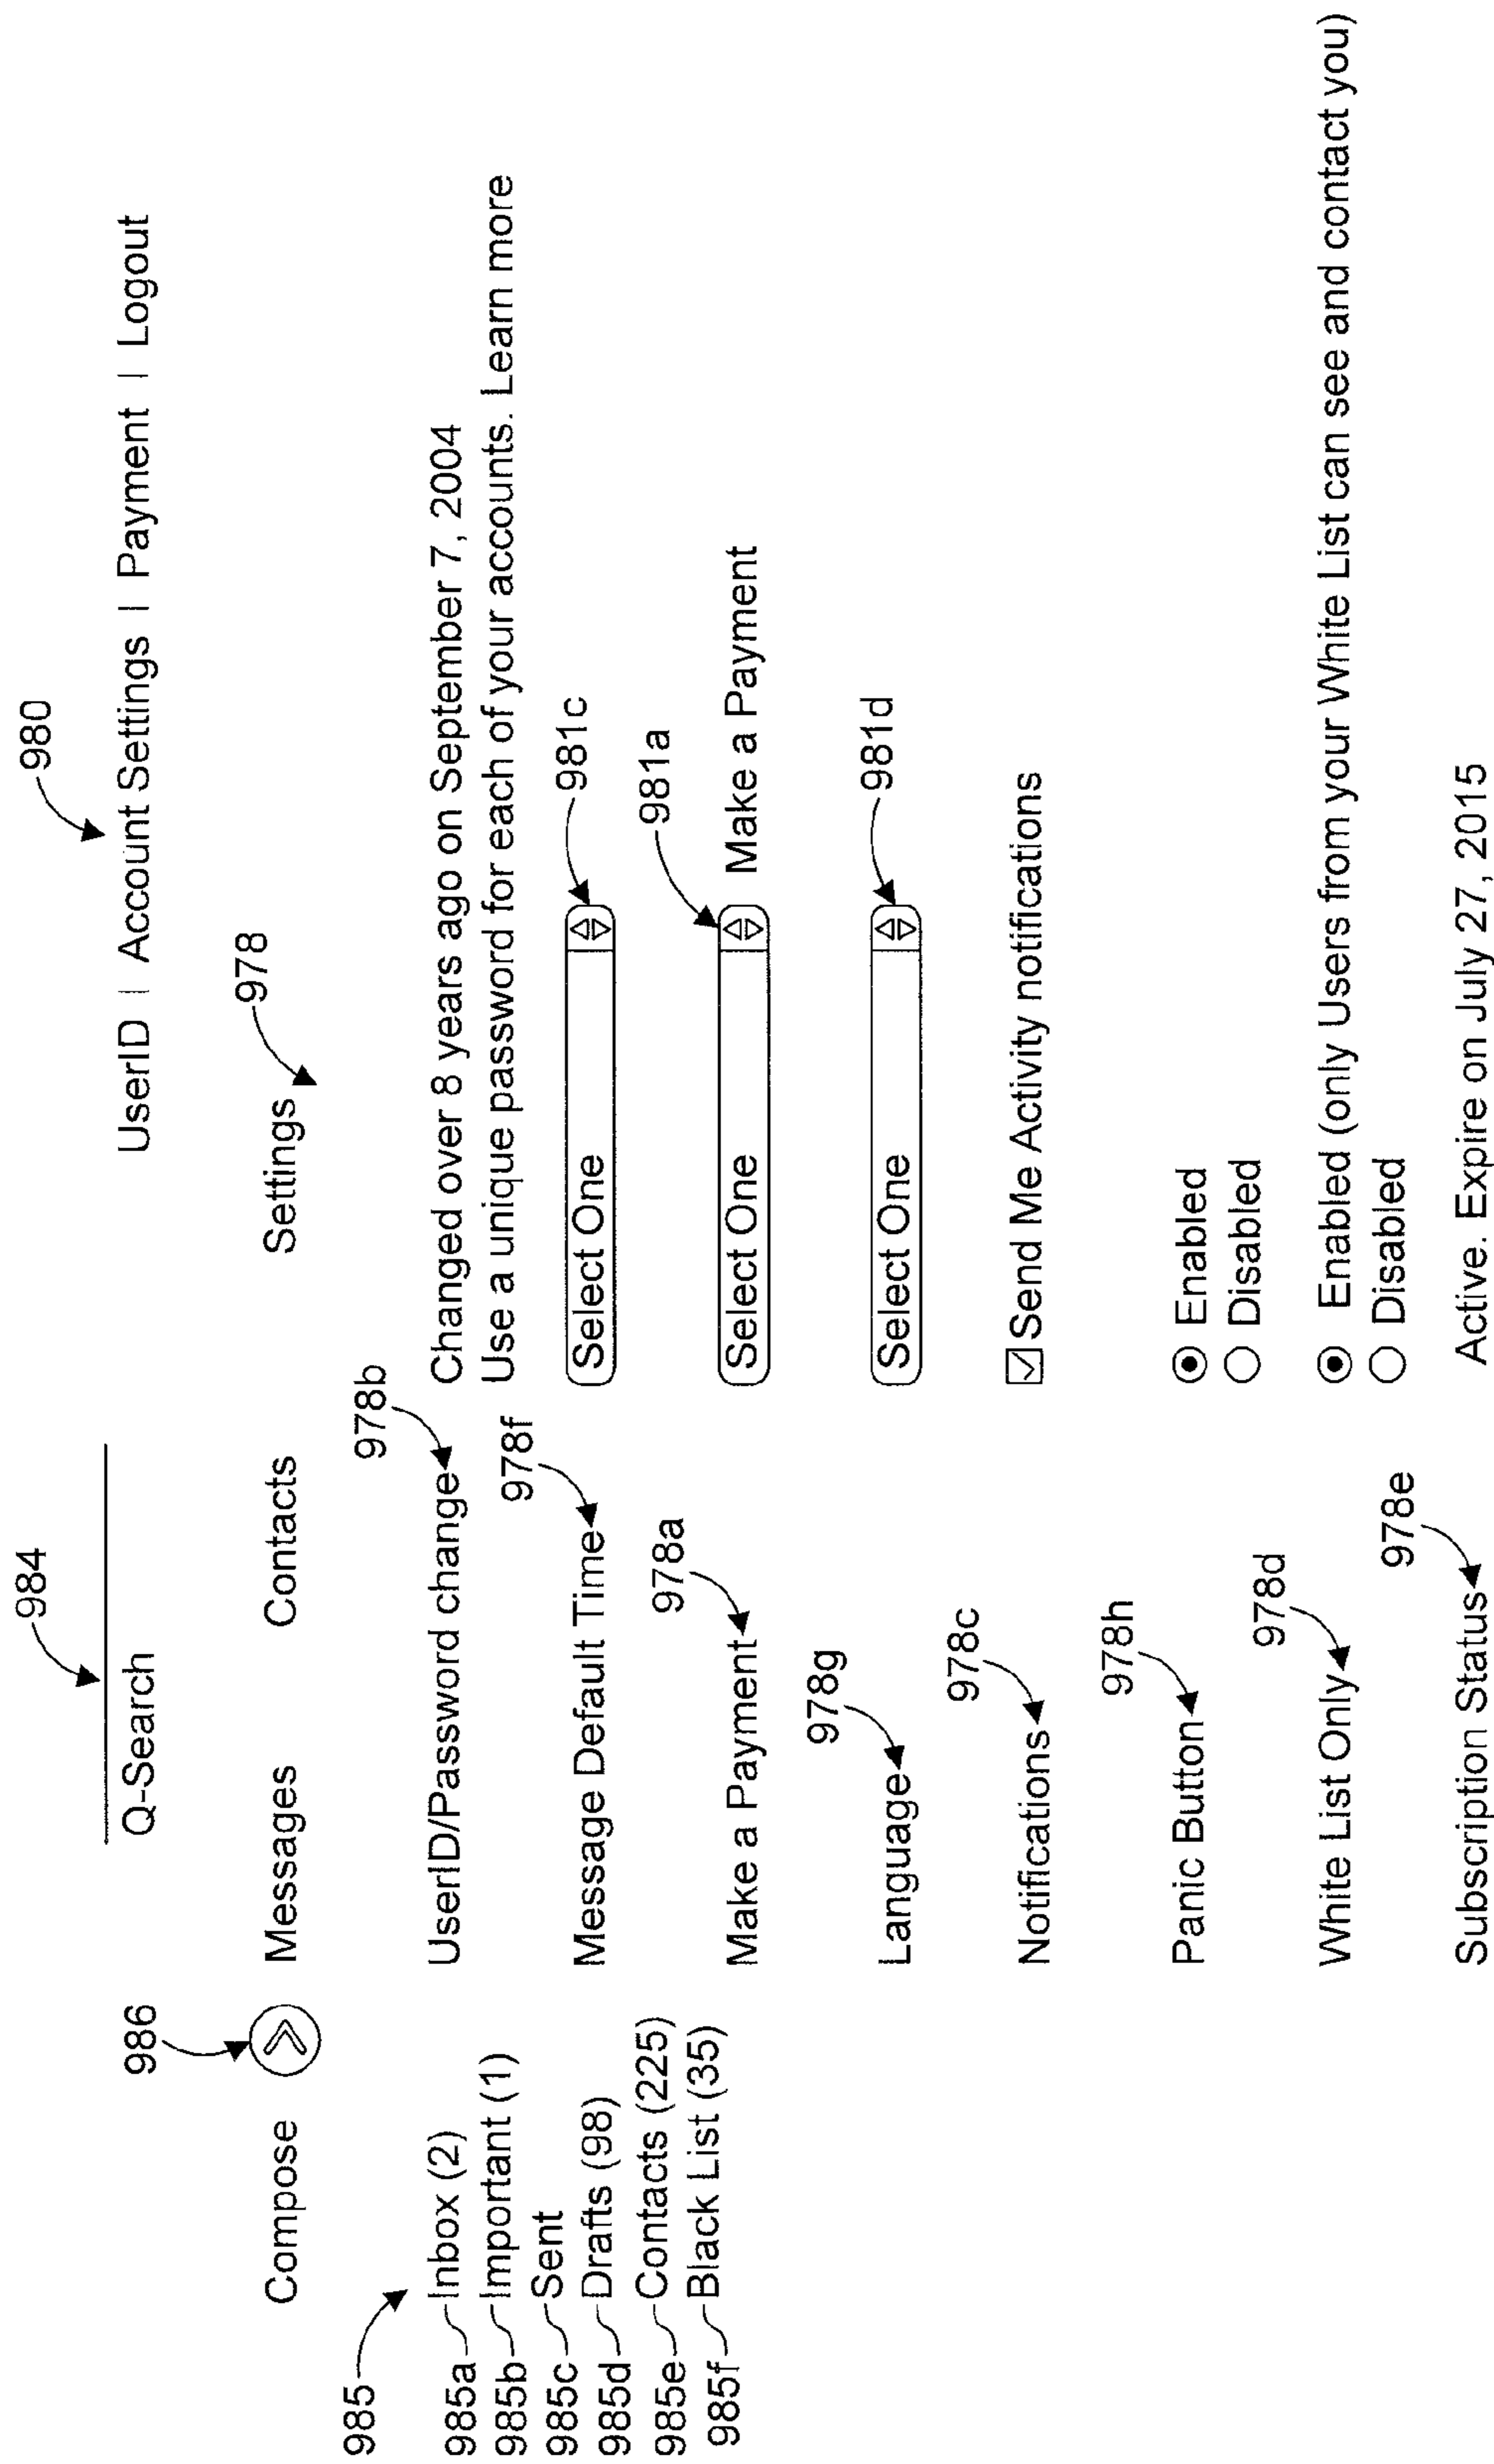 984
980
Q-Search
UserID | Account Settings | Payment | Logout
986
978
Compose
Messages
Contacts
Settings
985
978b
985a
Inbox (2)
UserID/Password change
Changed over 8 years ago on September 7, 2004
985b
Important (1)
Use a unique password for each of your accounts. Learn more
978f
985c
Sent
985d
Drafts (98)
Message Default Time
Select One
981c
985e
Contacts (225)
978a
981a
985f
Black List (35)
Make a Payment
Select One
Make a Payment
978g
Language
Select One
981d
978c
Notifications
Send Me Activity notifications
978h
Panic Button
Enabled
Disabled
978d
White List Only
Enabled (only Users from your White List can see and contact you)
Disabled
978e
Subscription Status
Active. Expire on July 27, 2015